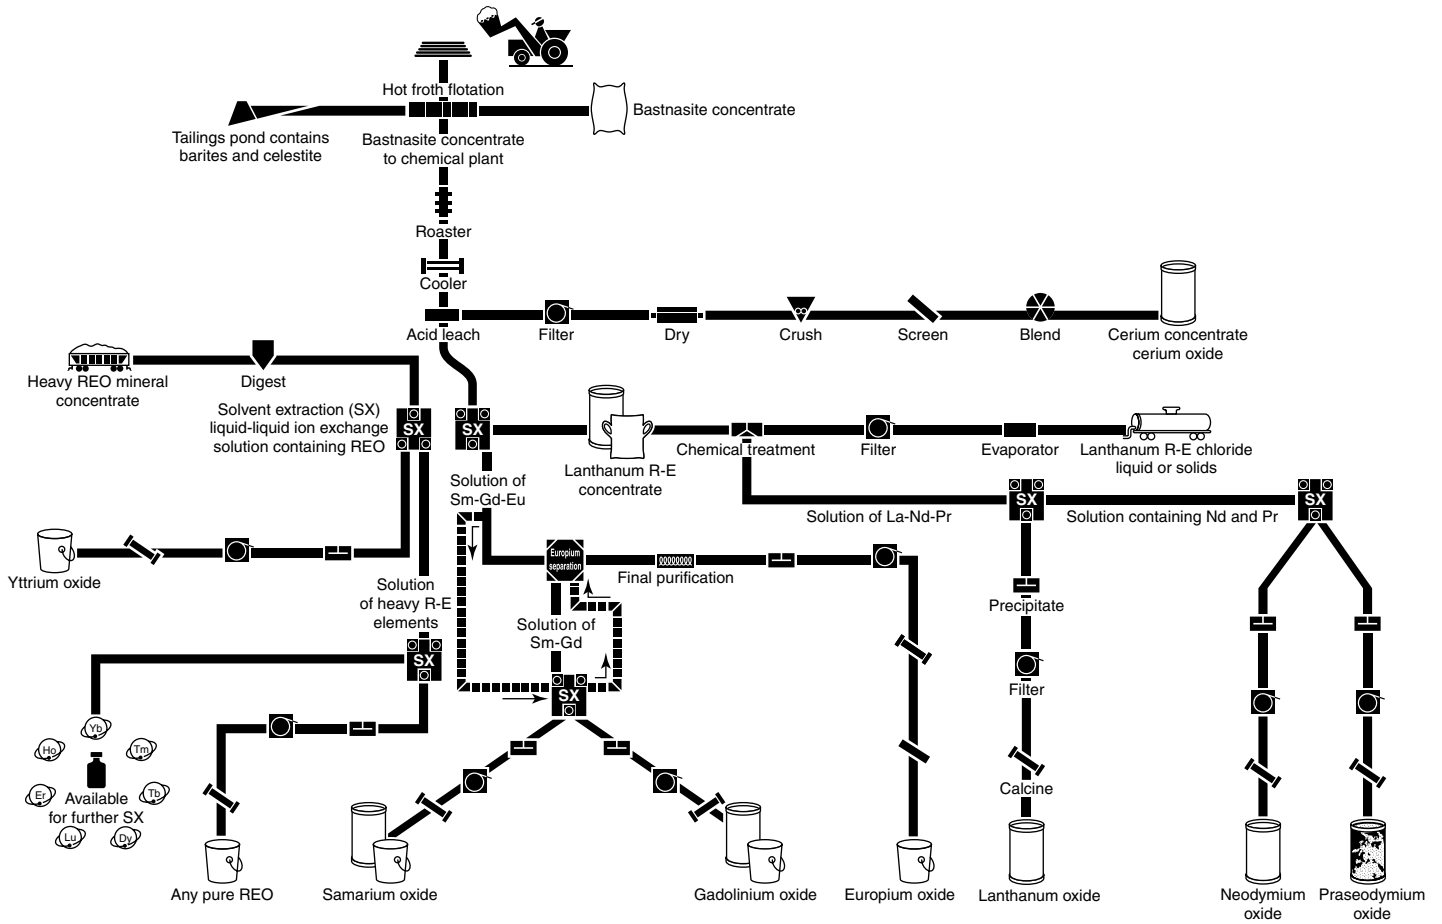 Hot froth flotation
Bastnasite concentrate
Tailings pond contains
barites and celestite
Bastnasite concentrate
to chemical plant
Roaster
Cooler
Acid leach
Filter
Dry
Crush
Screen
Blend
Cerium concentrate
cerium oxide
Heavy REO mineral
concentrate
Digest
Solvent extraction (SX)
liquid-liquid ion exchange
solution containing REO
SX
SX
Lanthanum R-E
concentrate
Chemical treatment
Filter
Evaporator
Lanthanum R-E chloride
liquid or solids
Solution of
Sm-Gd-Eu
Solution of La-Nd-Pr
SX
Solution containing Nd and Pr
SX
Yttrium oxide
Europium
separation
Final purification
Solution
of heavy R-E
elements
Solution of
Sm-Gd
Precipitate
SX
SX
Filter
Calcine
Yb
Ho
Tm
Er
Tb
Available
for further SX
Lu
Dy
Any pure REO
Samarium oxide
Gadolinium oxide
Europium oxide
Lanthanum oxide
Neodymium
oxide
Praseodymium
oxide